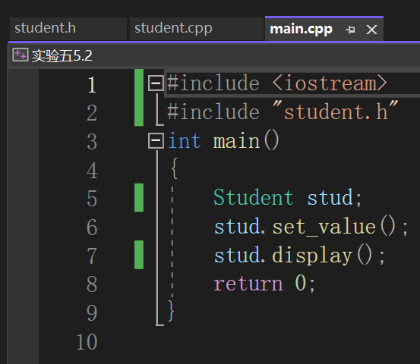 student.h student.cpp main.cpp
实验五5.2
1 #include <iostream>
2 #include "student.h"
3 int main()
4 {
5 Student stud;
6 stud.set_value();
7 stud.display();
8 return 0;
9 }
10